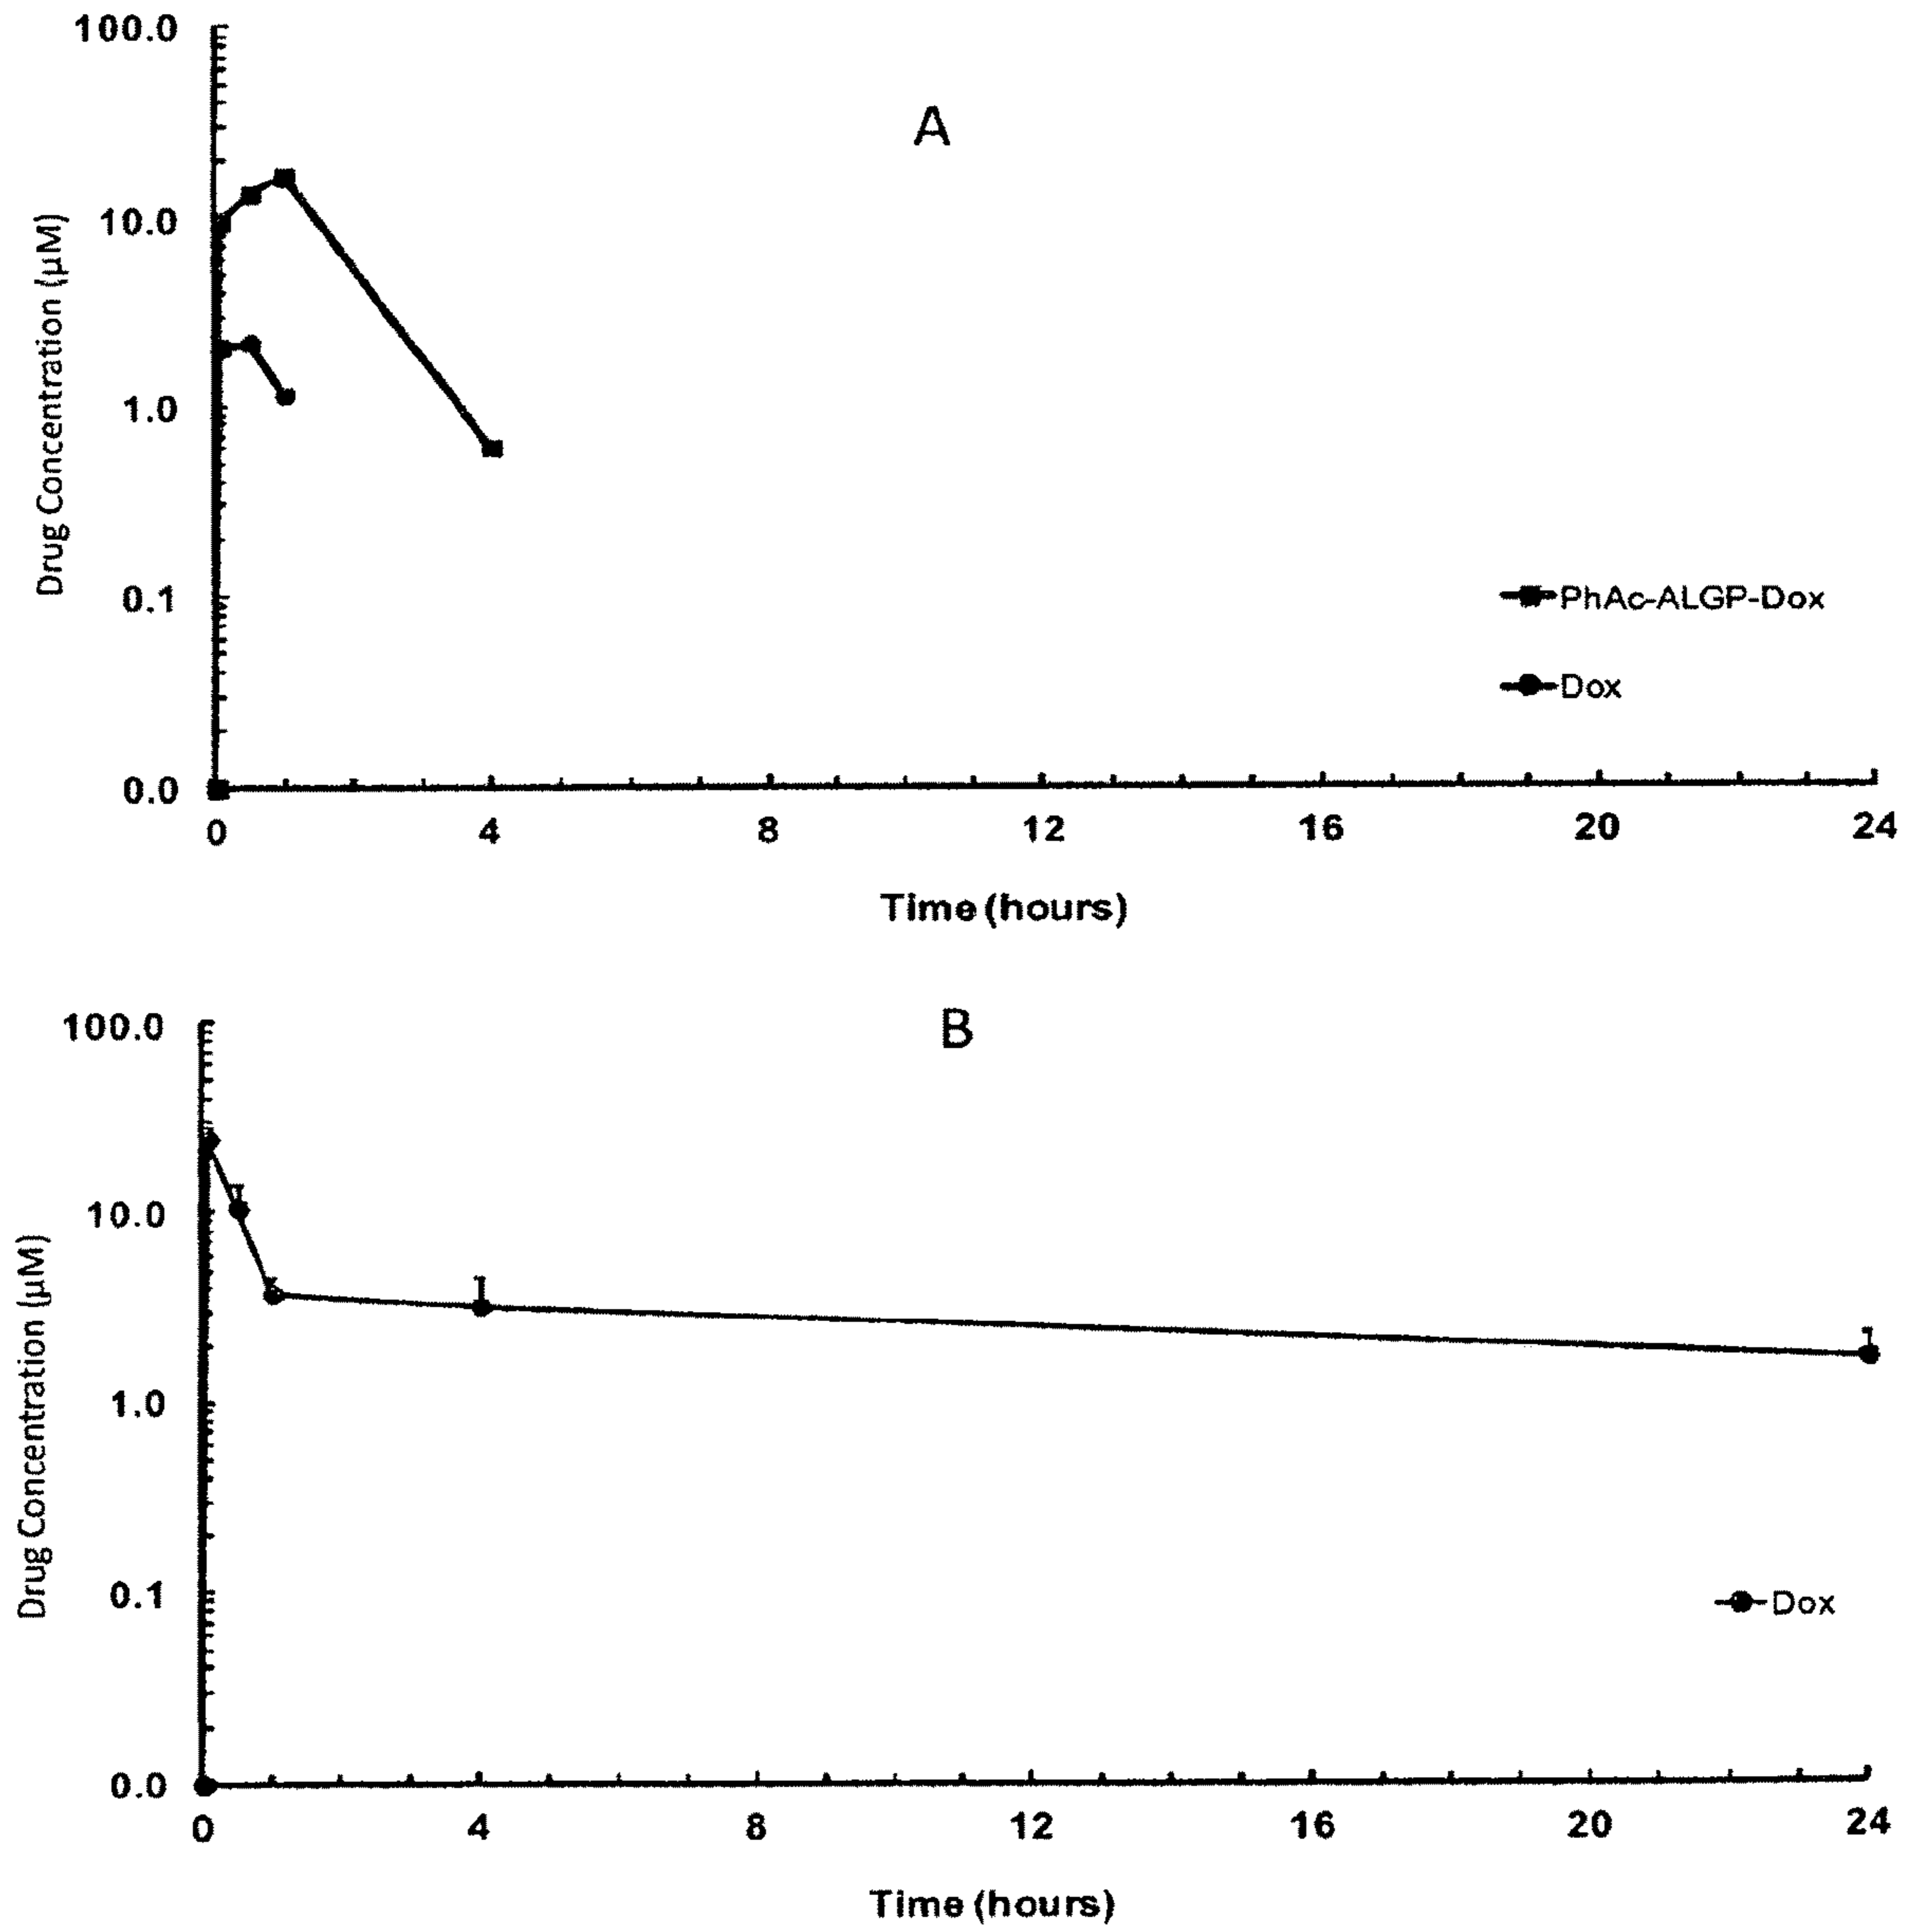 A
100.0
10.0
1.0
0.1
0.0
Drug Concentration (µM)
PhAc-ALGP-Dox
Dox
0 4 8 12 16 20 24
Time (hours)
B
100.0
10.0
1.0
0.1
0.0
Drug Concentration (µM)
Dox
0 4 8 12 16 20 24
Time (hours)